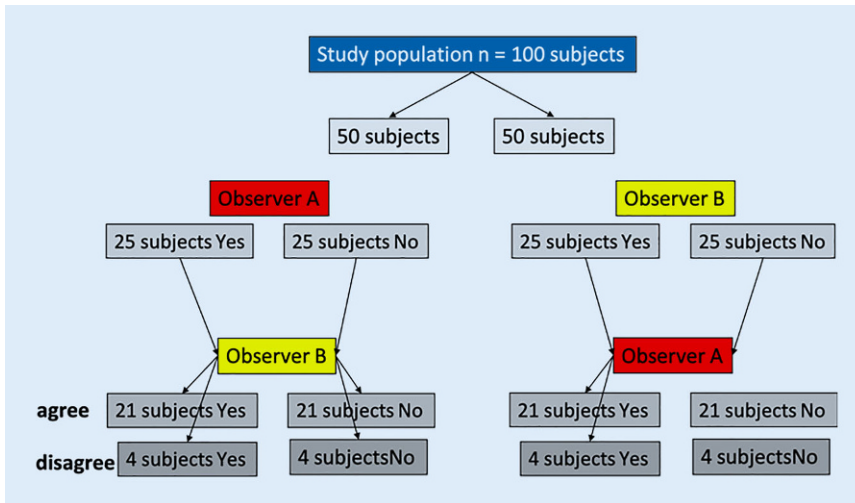 Study population n = 100 subjects
50 subjects
50 subjects
Observer A
Observer B
25 subjects Yes
25 subjects No
25 subjects Yes
25 subjects No
Observer B
Observer A
agree
21 subjects Yes
21 subjects No
21 subjects Yes
21 subjects No
disagree
4 subjects Yes
4 subjectsNo
4 subjects Yes
4 subjectsNo